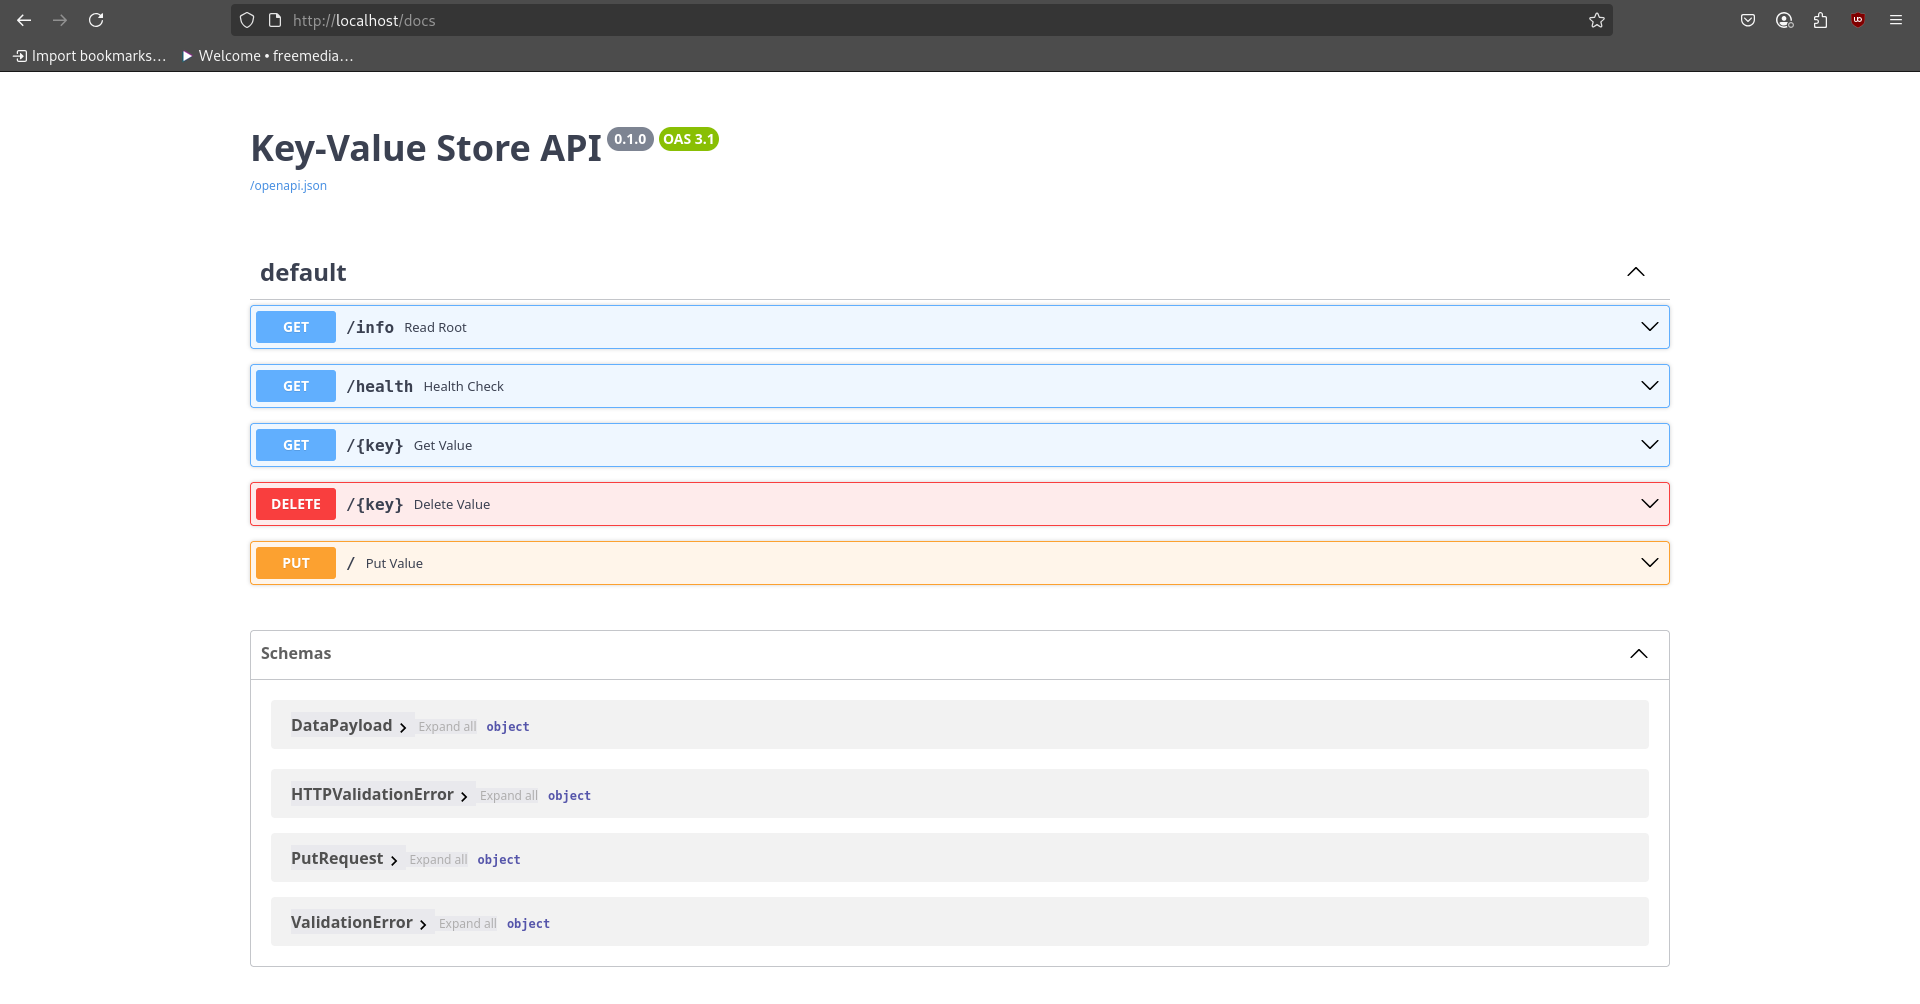 http://localhost/docs
Import bookmarks…
Welcome • freemedia…
Key-Value Store API 0.1.0 OAS 3.1
/openapi.json
default
GET /info Read Root
GET /health Health Check
GET /{key} Get Value
DELETE /{key} Delete Value
PUT / Put Value
Schemas
DataPayload Expand all object
HTTPValidationError Expand all object
PutRequest Expand all object
ValidationError Expand all object